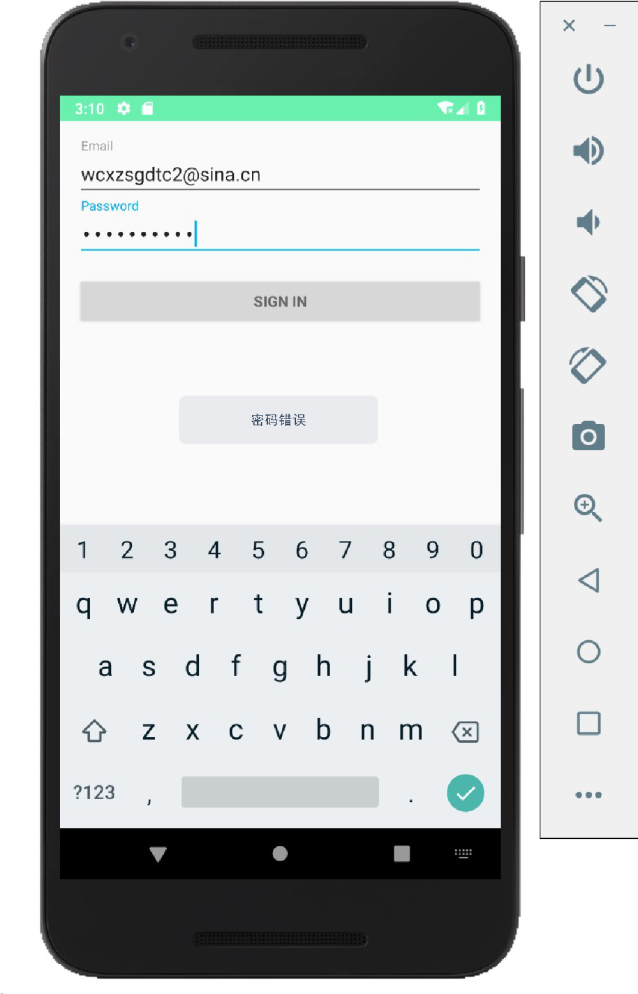 3:10
Email
wcxzsgdtc2@sina.cn
Password
••••••••••
SIGN IN
密码错误
1 2 3 4 5 6 7 8 9 0
q w e r t y u i o p
a s d f g h j k l
z x c v b n m
?123 , .